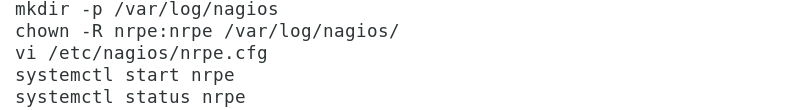 mkdir -p /var/log/nagios
chown -R nrpe:nrpe /var/log/nagios/
vi /etc/nagios/nrpe.cfg
systemctl start nrpe
systemctl status nrpe